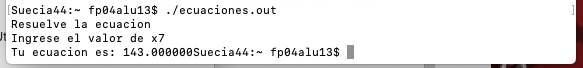 Suecia44:~ fp04alu13$ ./ecuaciones.out
Resuelve la ecuacion
Ingrese el valor de x7
Tu ecuacion es: 143.000000Suecia44:~ fp04alu13$